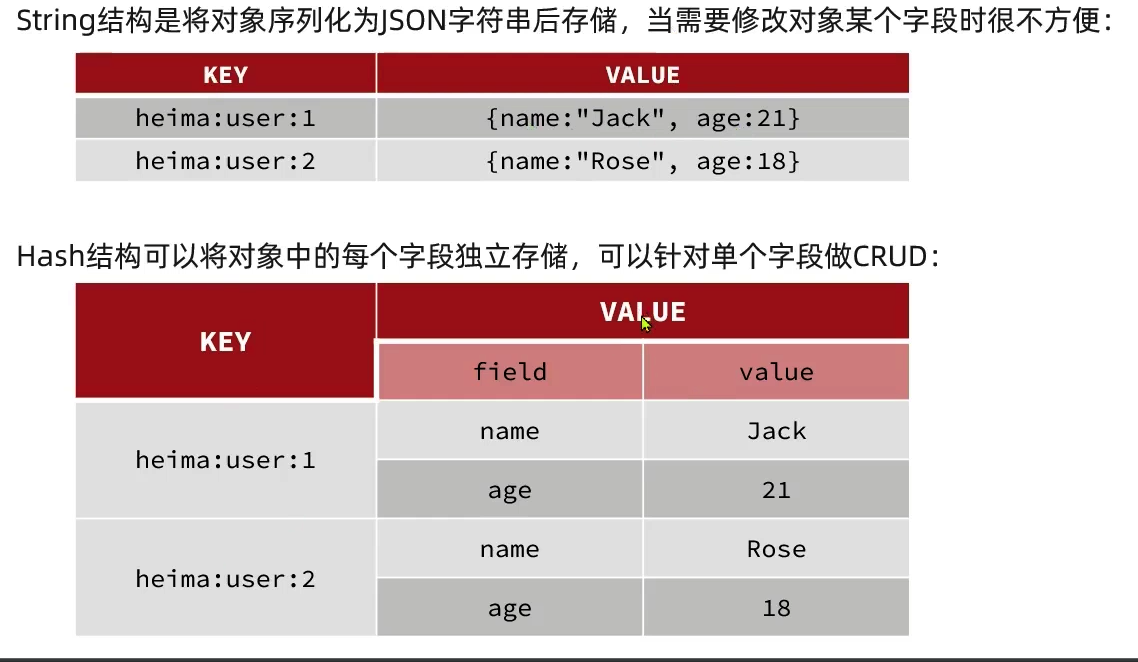 String结构是将对象序列化为JSON字符串后存储，当需要修改对象某个字段时很不方便：
KEY VALUE
heima:user:1 {name:"Jack", age:21}
heima:user:2 {name:"Rose", age:18}
Hash结构可以将对象中的每个字段独立存储，可以针对单个字段做CRUD：
KEY VALUE
field value
heima:user:1 name Jack
age 21
heima:user:2 name Rose
age 18